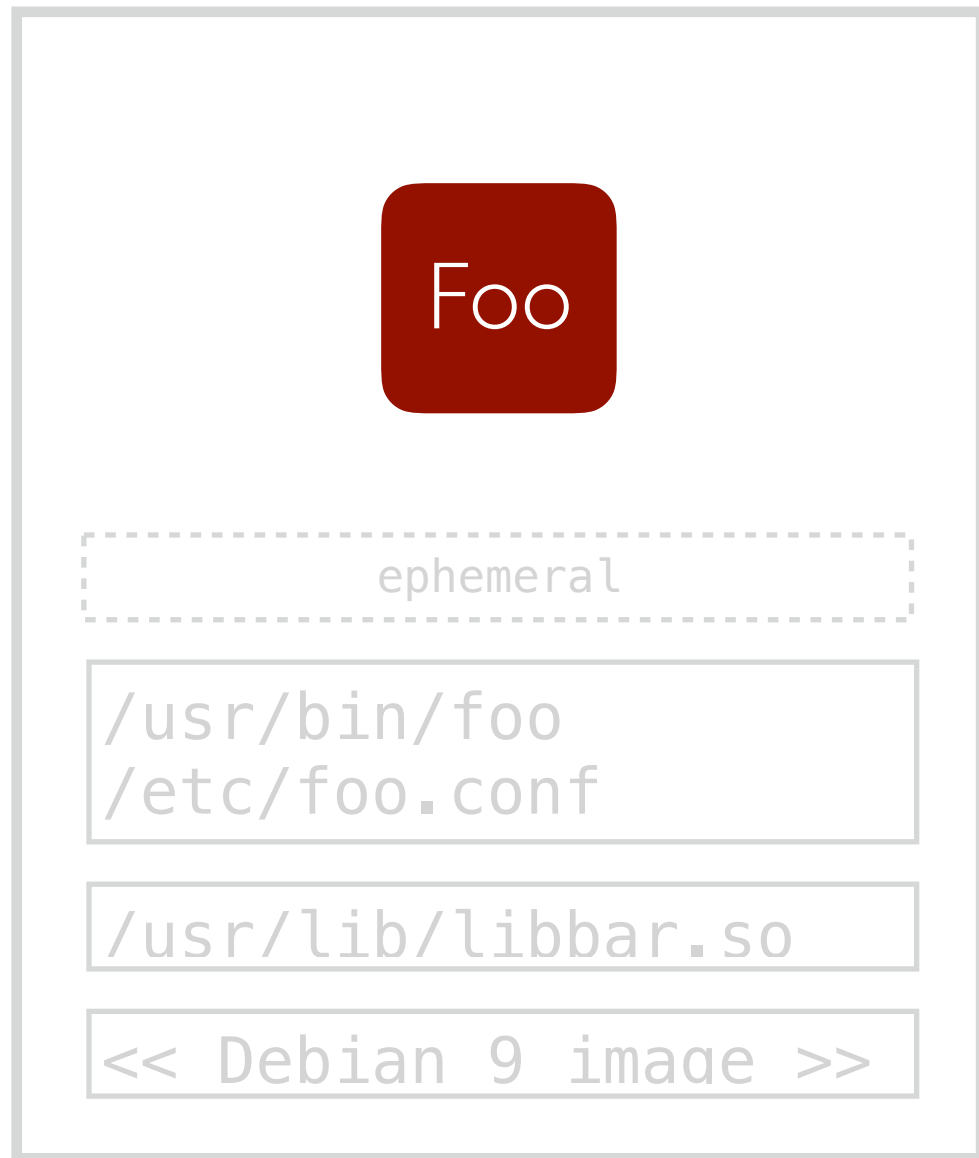 Foo
ephemeral
/usr/bin/foo
/etc/foo.conf
/usr/lib/libbar.so
<< Debian 9 image >>